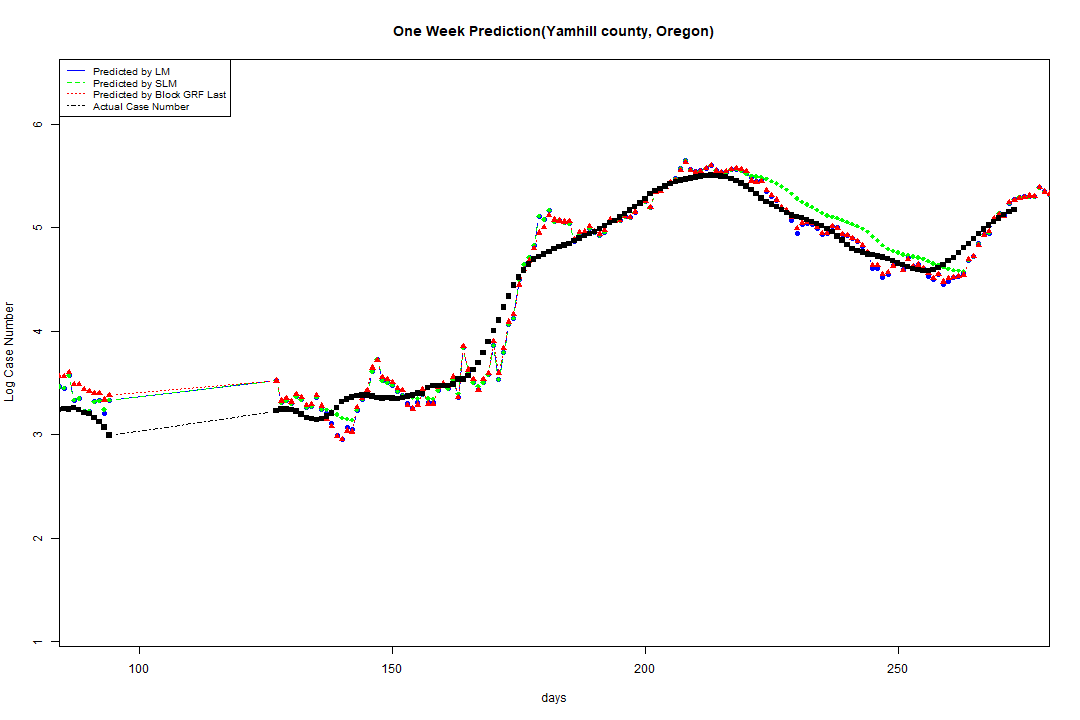 One Week Prediction(Yamhill county, Oregon)
Predicted by LM
Predicted by SLM
Predicted by Block GRF Last
Actual Case Number
6
5
4
3
2
1
Log Case Number
100 150 200 250
days